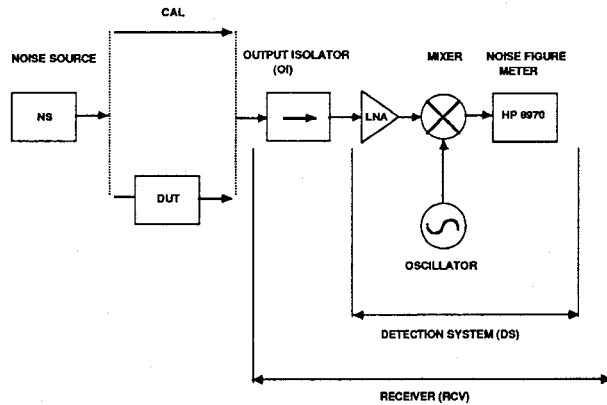 CAL
NOISE SOURCE
OUTPUT ISOLATOR
(OI)
MIXER
NOISE FIGURE
METER
NS
LNA
HP 8970
DUT
OSCILLATOR
DETECTION SYSTEM (DS)
RECEIVER (RCV)